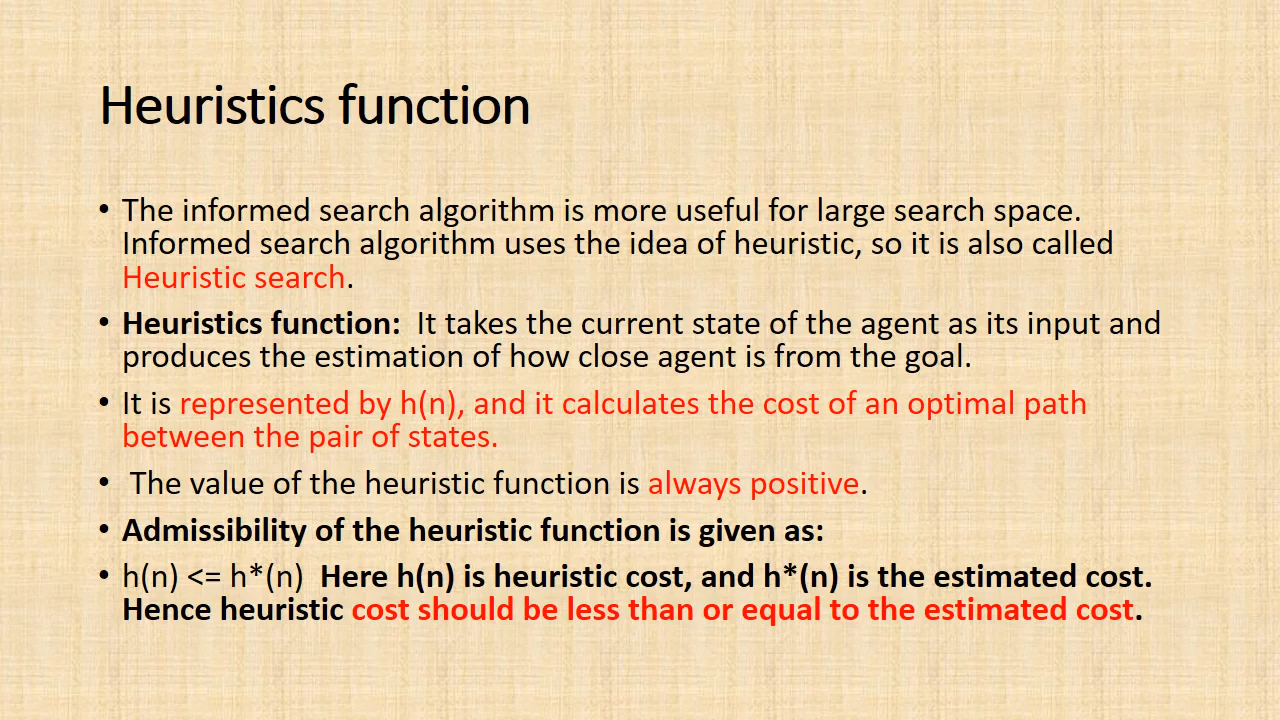 Heuristics function
• The informed search algorithm is more useful for large search space.
Informed search algorithm uses the idea of heuristic, so it is also called
Heuristic search.
• Heuristics function: It takes the current state of the agent as its input and
produces the estimation of how close agent is from the goal.
• It is represented by h(n), and it calculates the cost of an optimal path
between the pair of states.
• The value of the heuristic function is always positive.
• Admissibility of the heuristic function is given as:
• h(n) <= h*(n) Here h(n) is heuristic cost, and h*(n) is the estimated cost.
Hence heuristic cost should be less than or equal to the estimated cost.